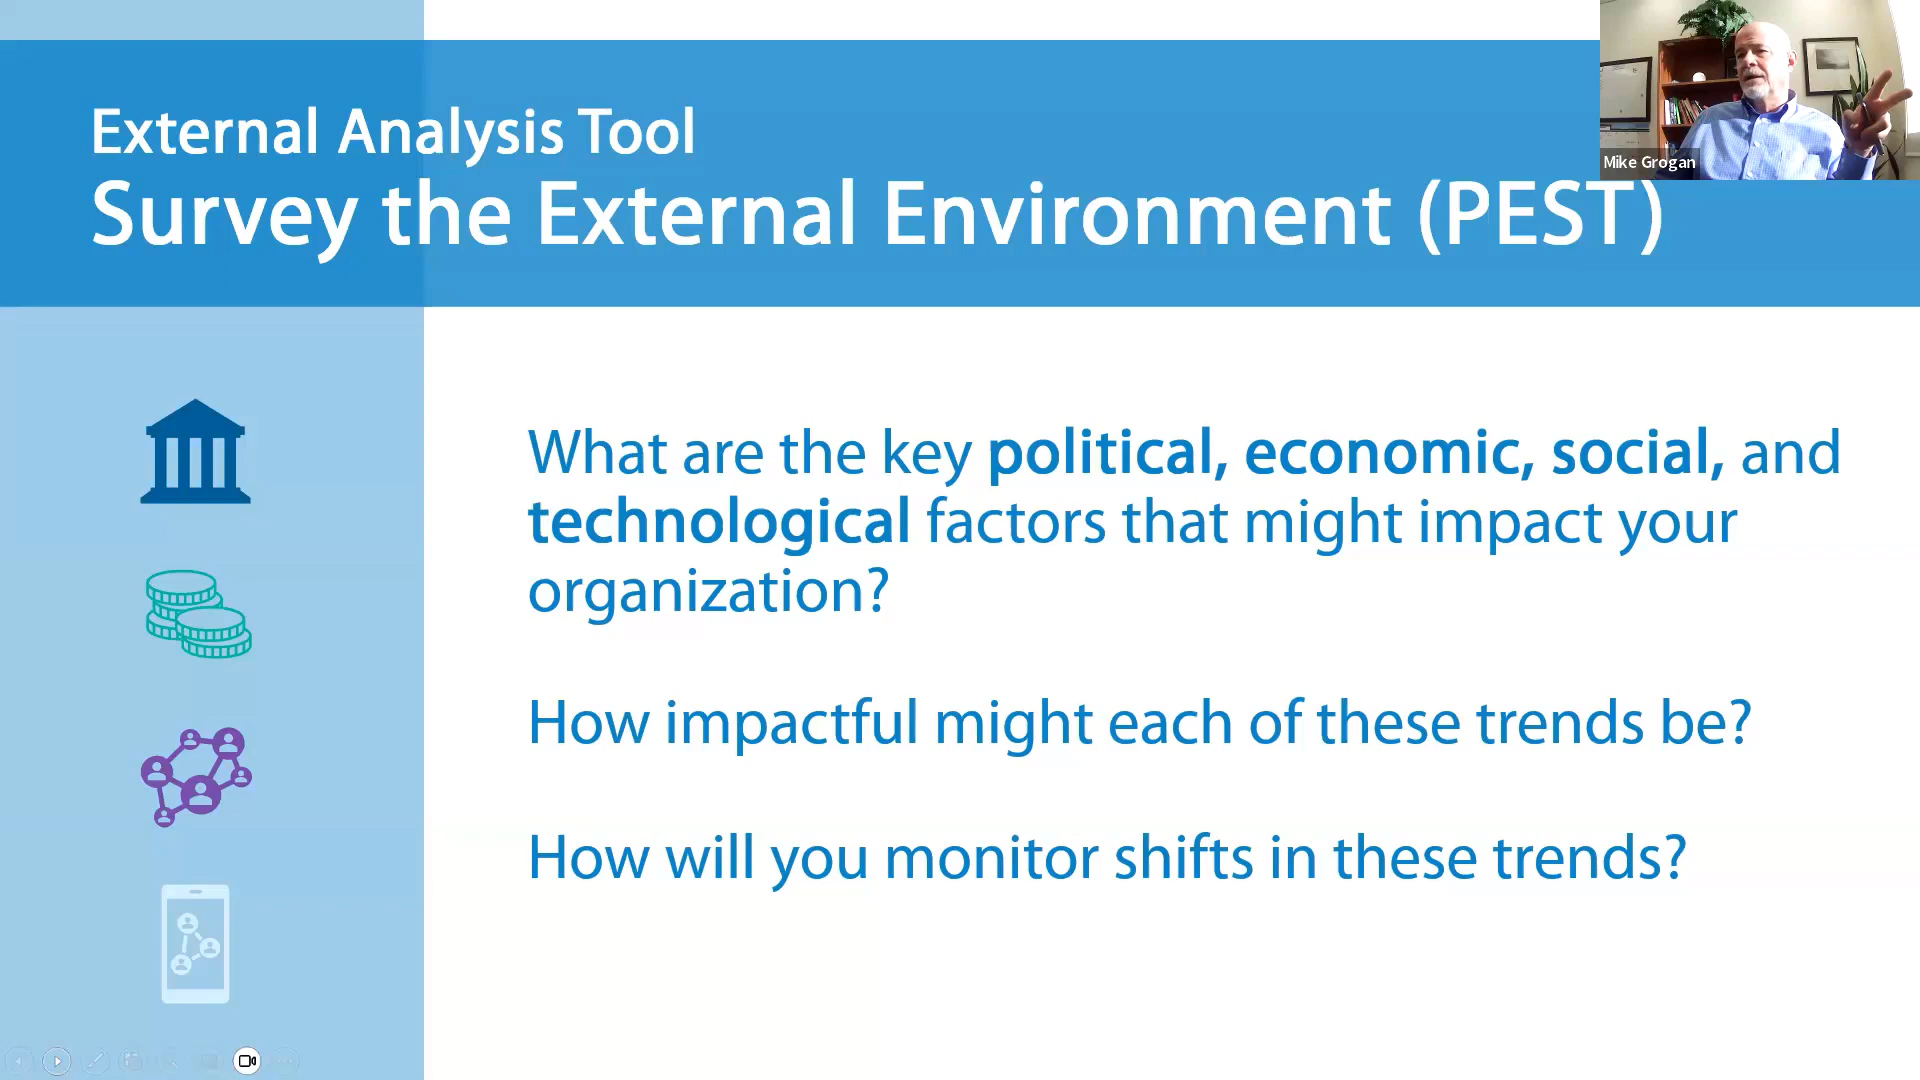 External Analysis Tool
Survey the External Environment (PEST)
Mike Grogan
What are the key political, economic, social, and
technological factors that might impact your
organization?
How impactful might each of these trends be?
How will you monitor shifts in these trends?